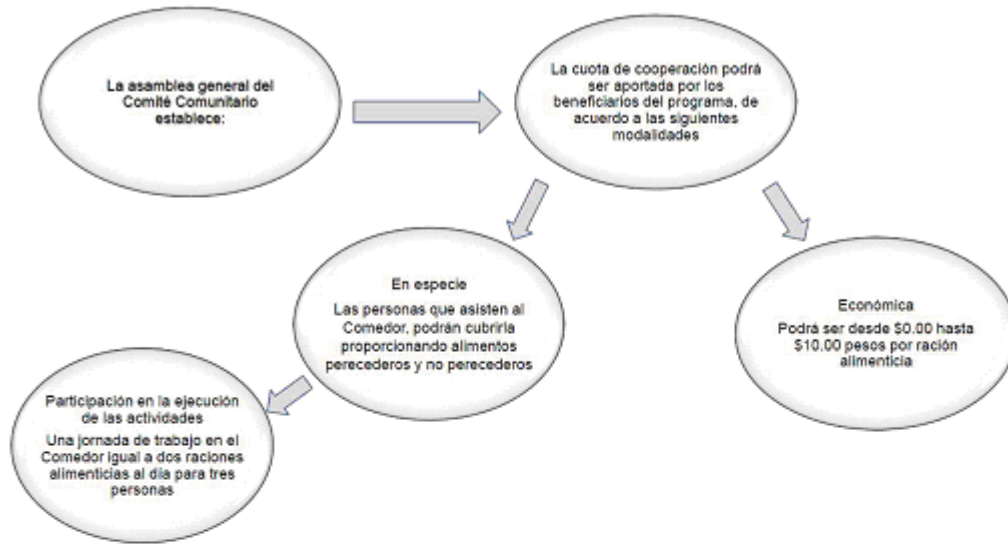 La asamblea general del
Comité Comunitario
establece:
La cuota de cooperación podrá
ser aportada por los
beneficiarios del programa, de
acuerdo a las siguientes
modalidades
En especie
Las personas que asisten al
Comedor, podrán cubrirla
proporcionando alimentos
perecederos y no perecederos
Económica
Podrá ser desde $0.00 hasta
$10.00 pesos por ración
alimenticia
Participación en la ejecución
de las actividades
Una jornada de trabajo en el
Comedor igual a dos raciones
alimenticias al día para tres
personas